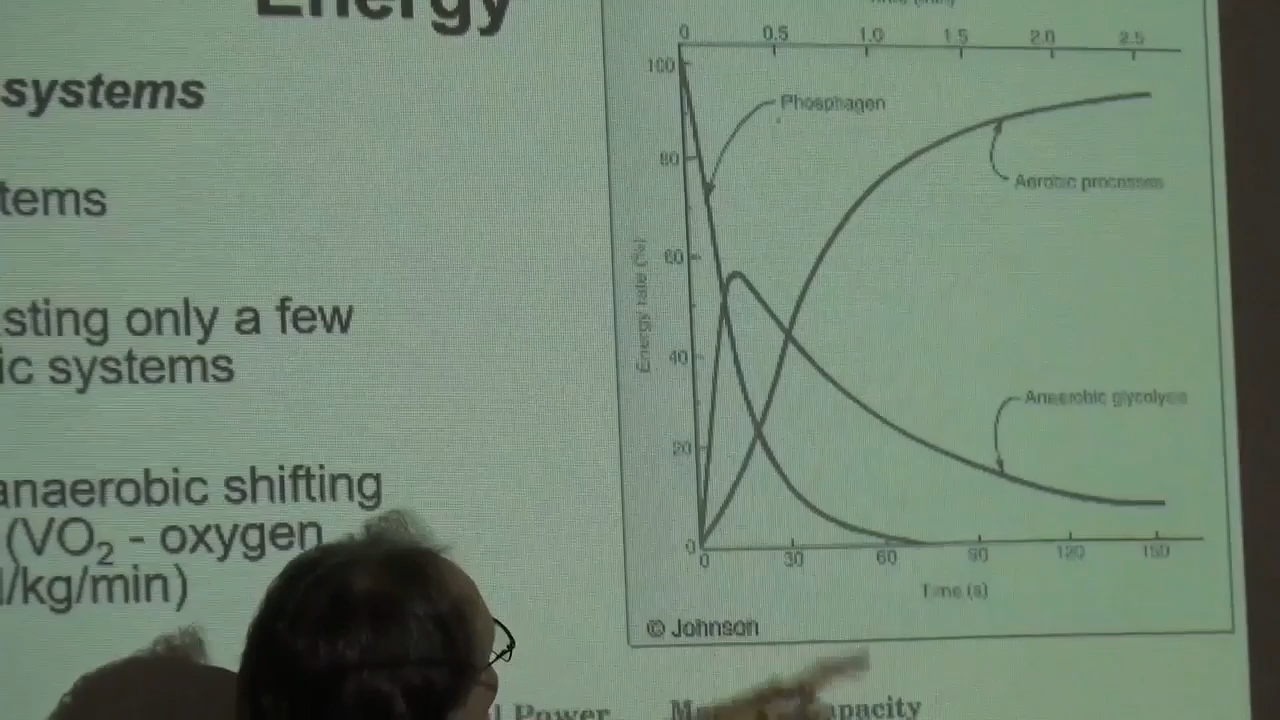 Energy
systems
tems
sting only a few
ic systems
anaerobic shifting
(VO₂ - oxygen
l/kg/min)
0 0.5 1.0 1.5 2.0 2.5
100
80
60
40
20
0
Energy rate (%)
Phosphagen
Aerobic processes
Anaerobic glycolysis
0 30 60 90 120 150
Time (s)
© Johnson
l Power
apacity